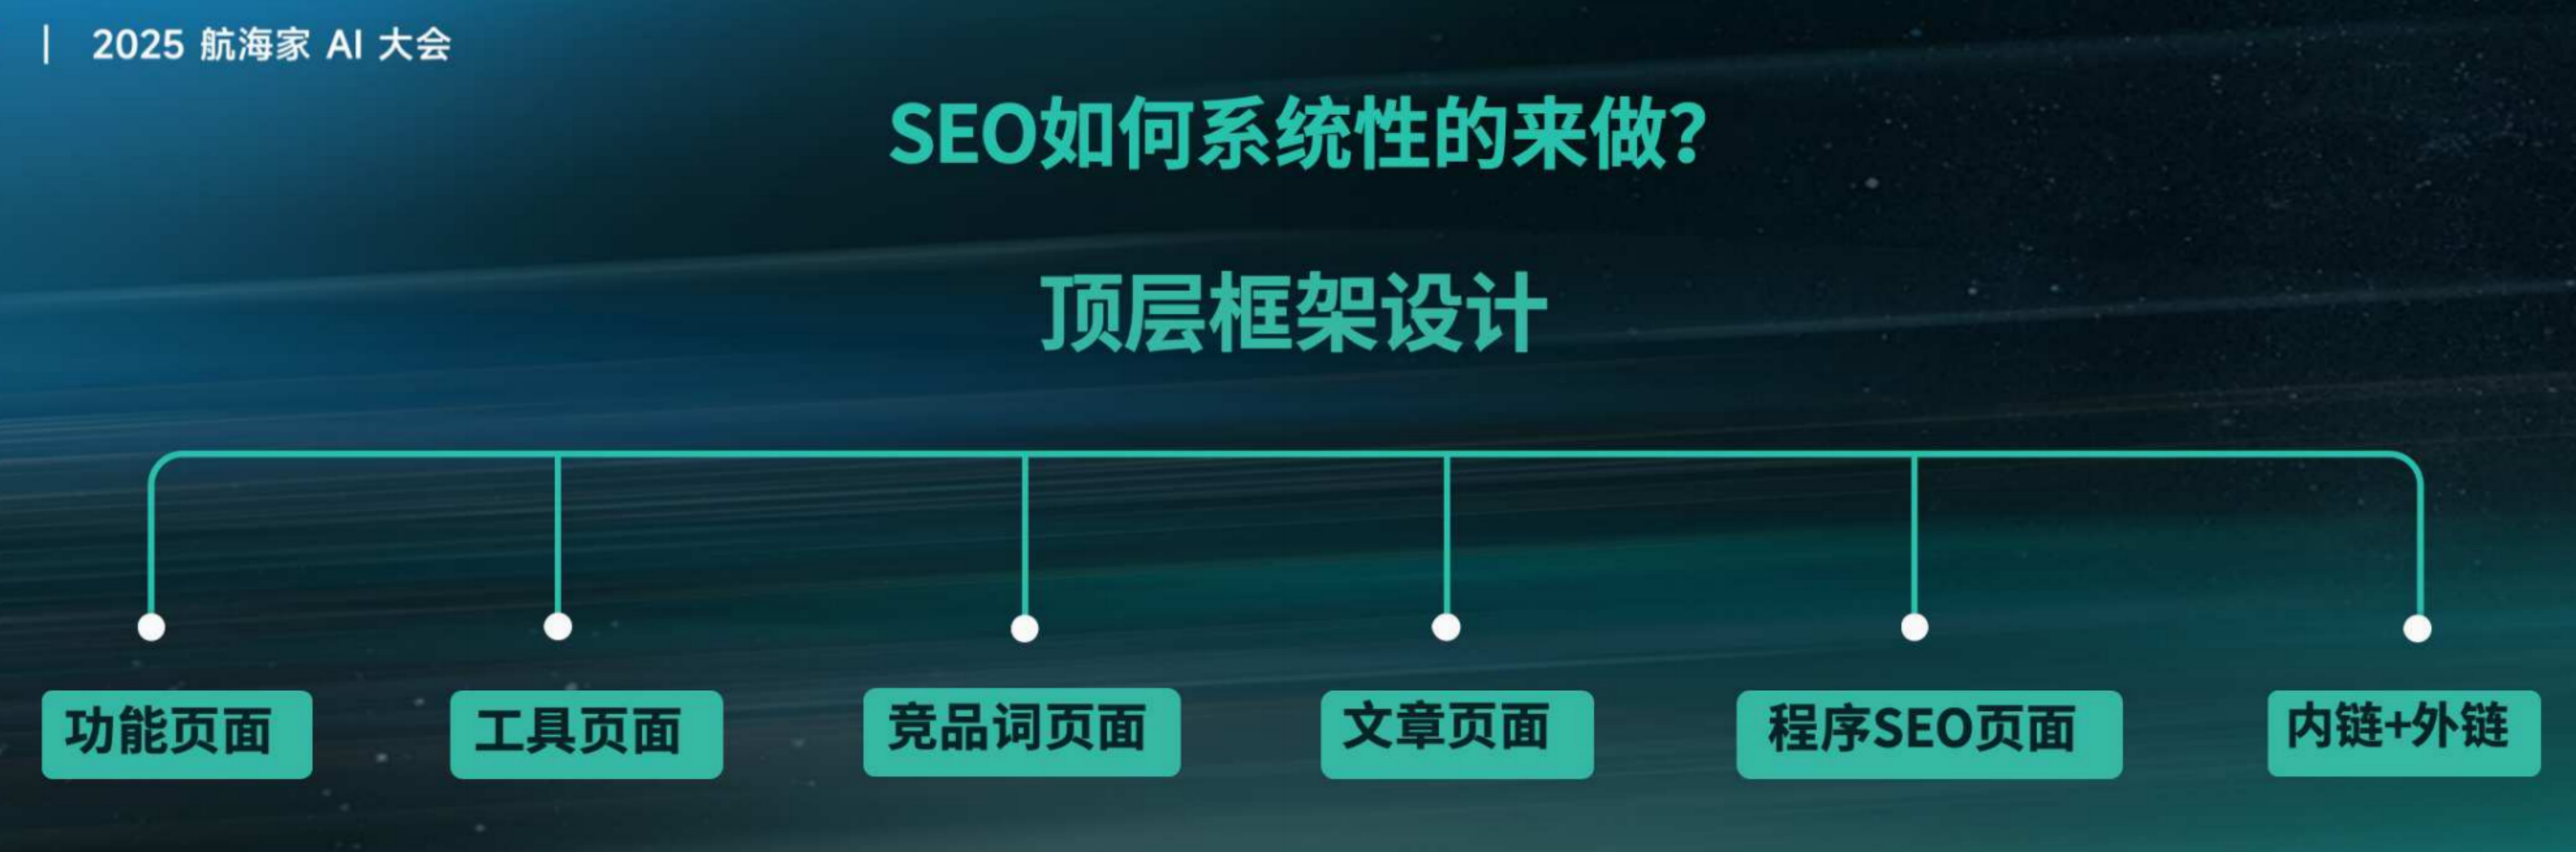 2025 航海家 AI 大会
SEO如何系统性的来做？
顶层框架设计
功能页面
工具页面
竞品词页面
文章页面
程序SEO页面
内链+外链